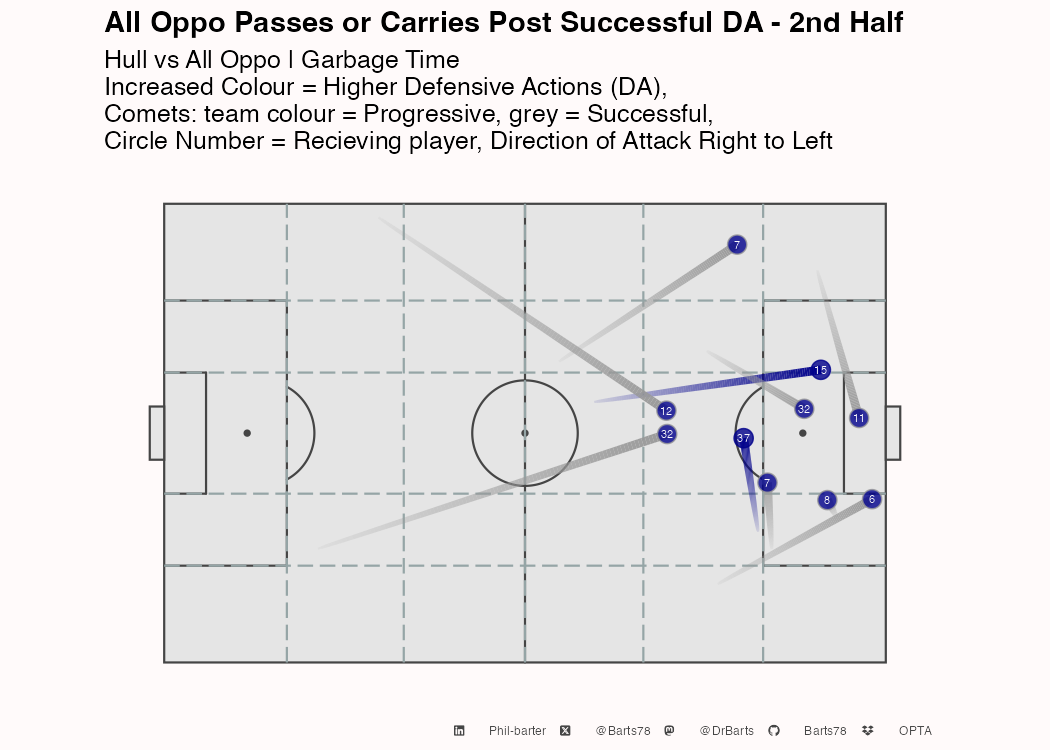 All Oppo Passes or Carries Post Successful DA - 2nd Half
Hull vs All Oppo | Garbage Time
Increased Colour = Higher Defensive Actions (DA),
Comets: team colour = Progressive, grey = Successful,
Circle Number = Recieving player, Direction of Attack Right to Left
7
15
32
12
11
32
37
7
8
6
Phil-barter @Barts78 @DrBarts Barts78 OPTA